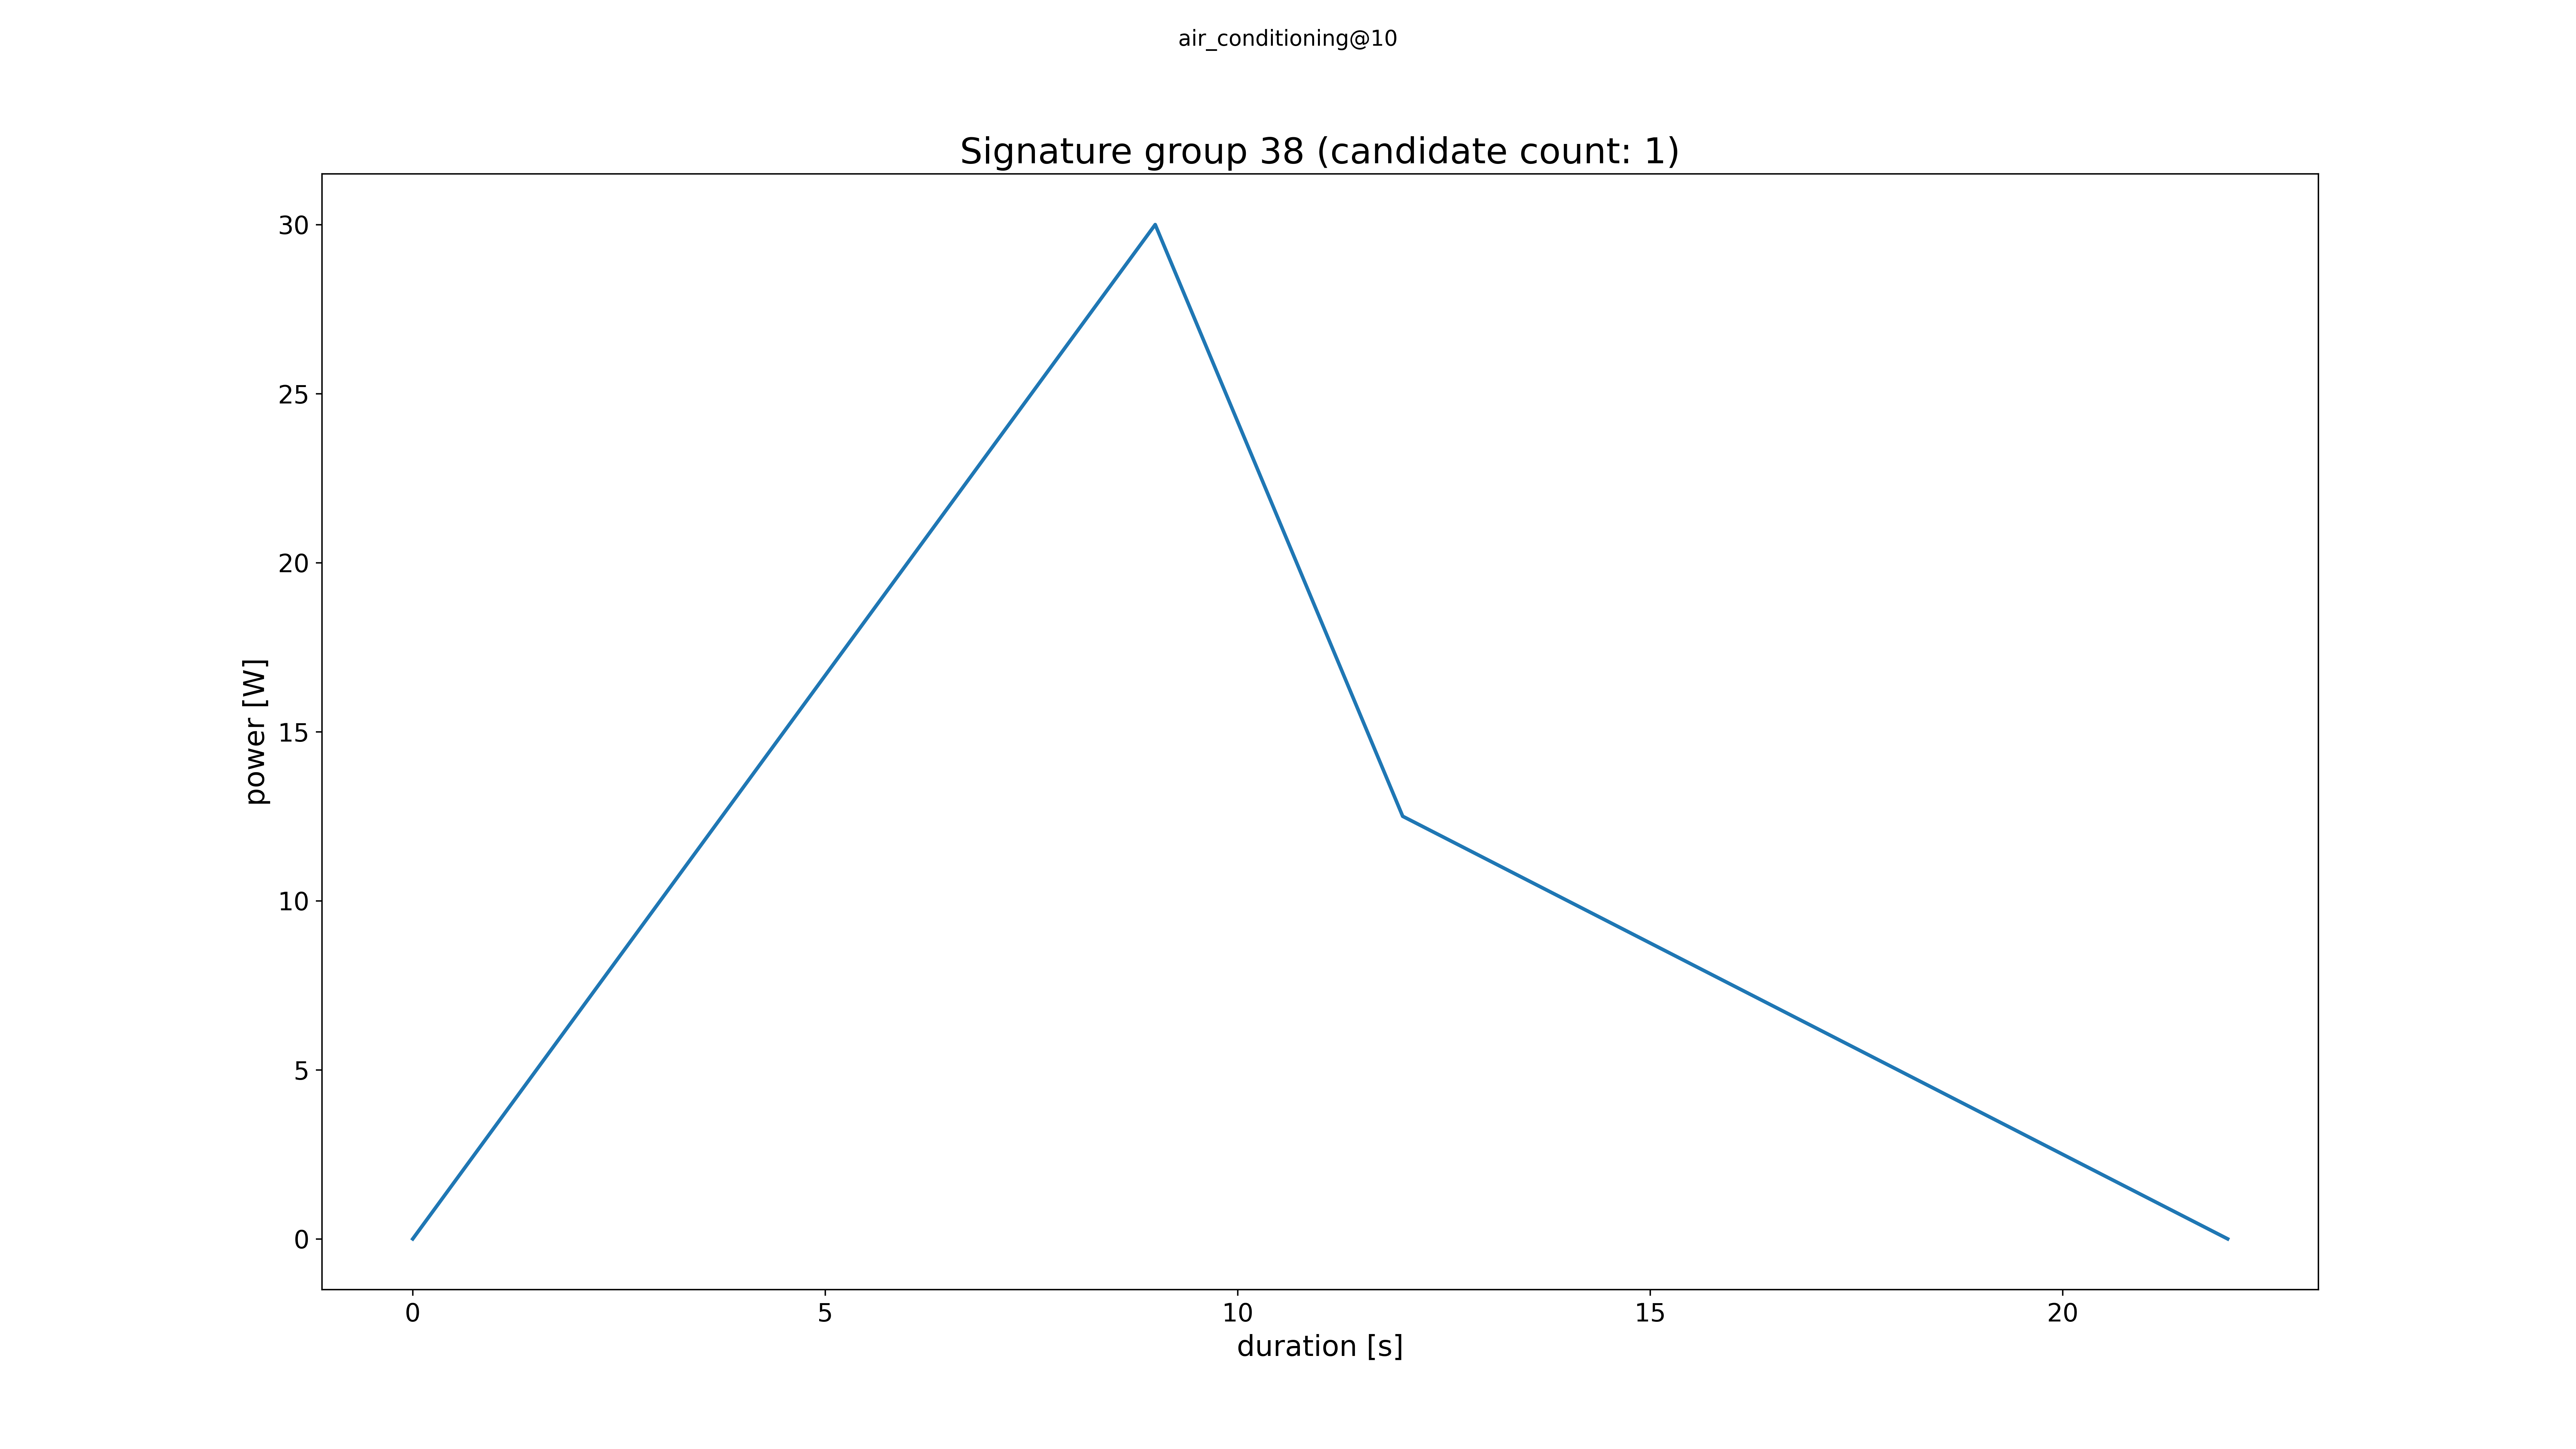 air_conditioning@10
Signature group 38 (candidate count: 1)
30
25
20
15
10
5
0
power [W]
0 5 10 15 20
duration [s]